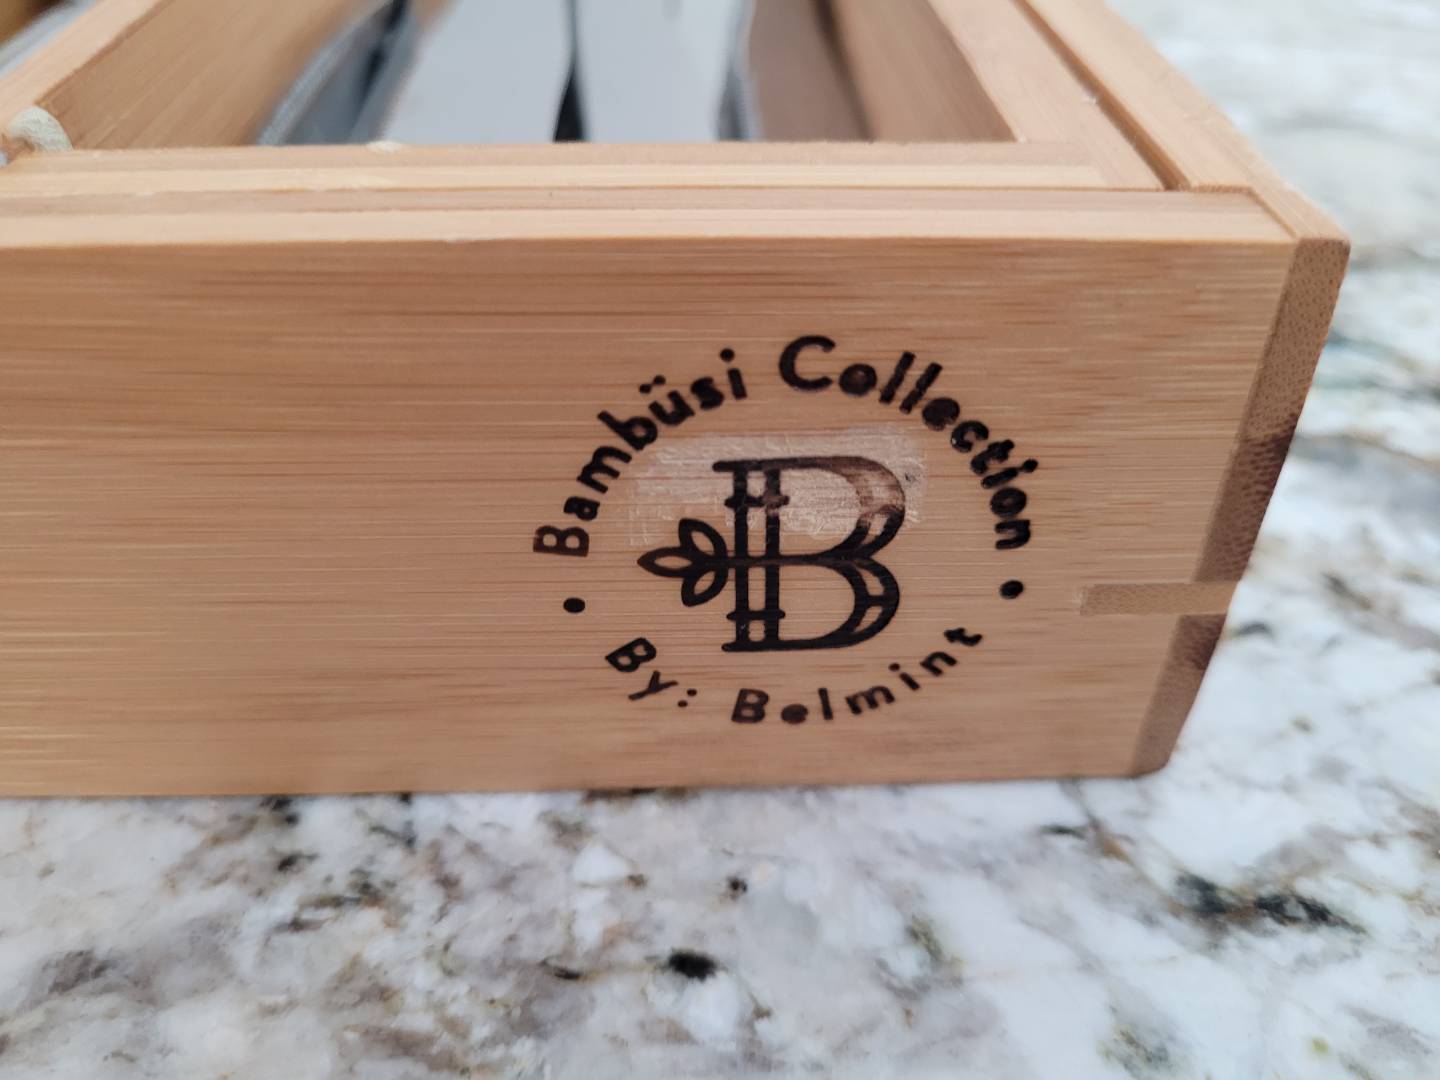 Bambüsi Collection
B
• By: Belmint •